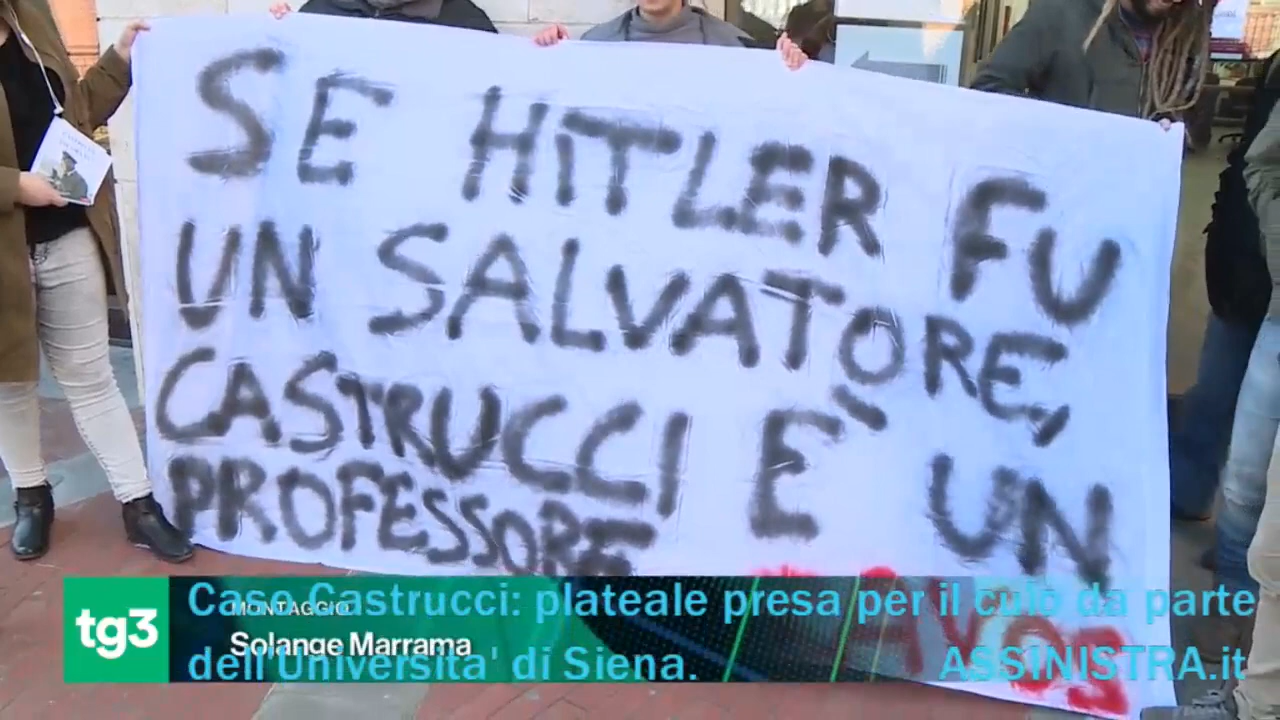 SE HITLER FU
UN SALVATORE,
CASTRUCCI È UN
PROFESSORE
tg3
MONTAGGIO
Solange Marrama
Caso Castrucci: plateale presa per il culo da parte
dell'Universita' di Siena. ASSINISTRA.it